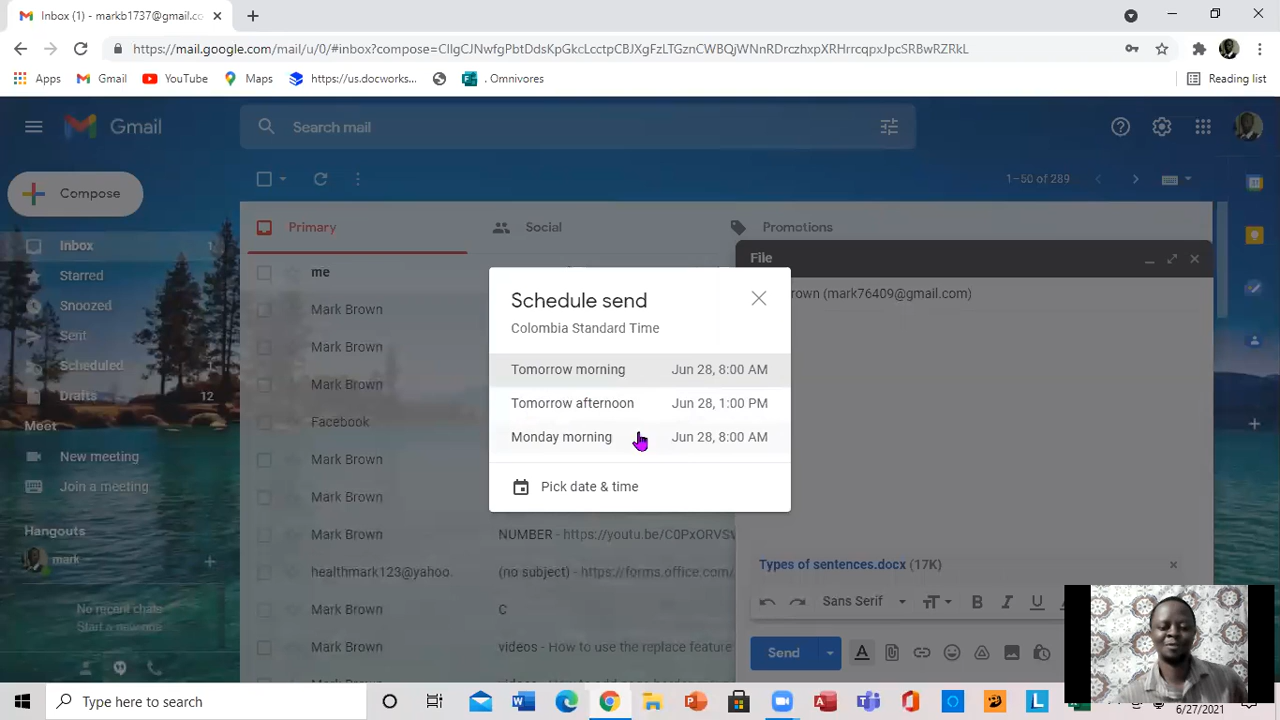 Inbox (1) - markb1737@gmail.co
https://mail.google.com/mail/u/0/#inbox?compose=
Apps Gmail YouTube Maps https://us.docworks... . Omnivores Reading list
Gmail Search mail
Compose 1–50 of 289
Inbox 1
Starred
Snoozed
Sent
Scheduled 1
Drafts 12
Meet
New meeting
Join a meeting
Hangouts
mark
No recent chats
Start a new one
Primary Social Promotions
me
Mark Brown
Mark Brown
Mark Brown
Facebook
Mark Brown
Mark Brown
Mark Brown NUMBER - https://youtu.be/
healthmark123@yahoo. (no subject) - https://forms.office.com/
Mark Brown C
Mark Brown videos - How to use the replace feature
File
rown (mark76409@gmail.com)
Schedule send
Colombia Standard Time
Tomorrow morning Jun 28, 8:00 AM
Tomorrow afternoon Jun 28, 1:00 PM
Monday morning Jun 28, 8:00 AM
Pick date & time
Types of sentences.docx (17K)
Sans Serif B I U
Send
Type here to search
6/27/2021